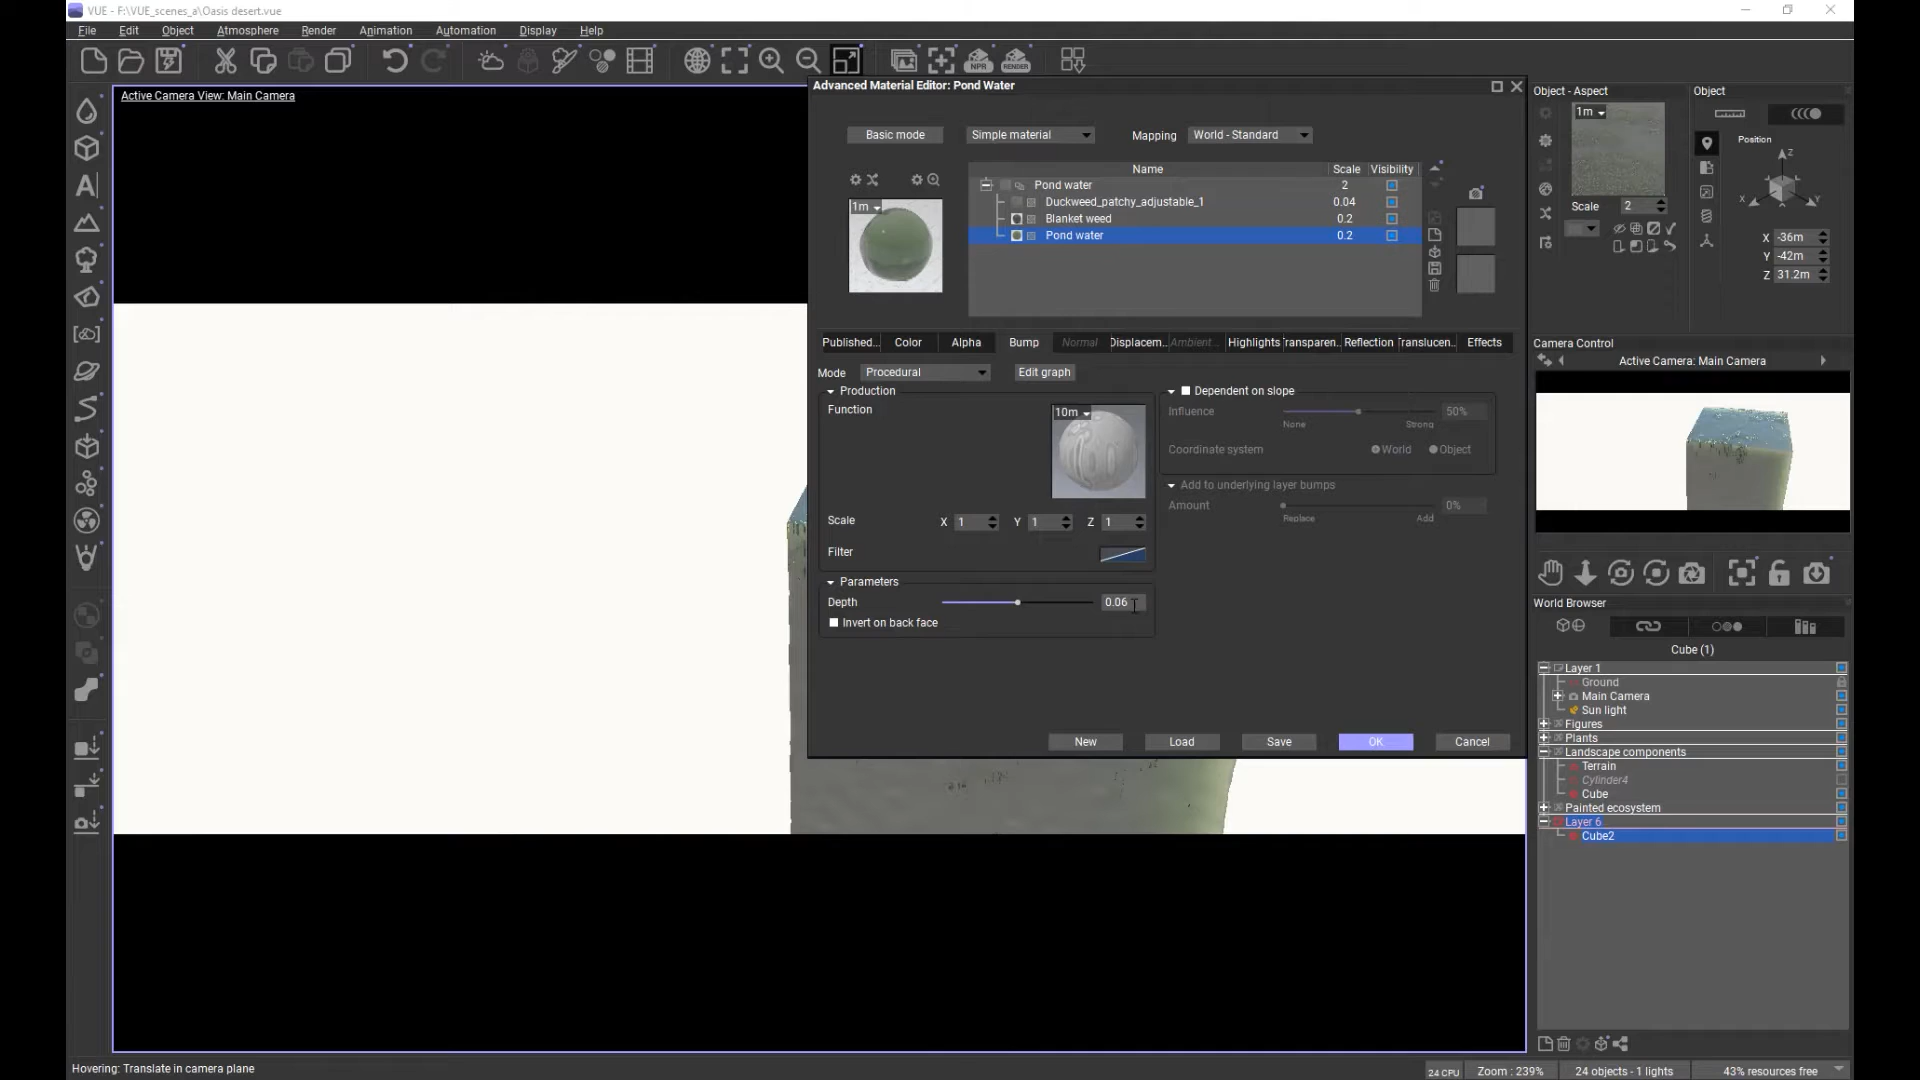 VUE - F:\VUE_scenes_a\Oasis desert.vue
File Edit Object Atmosphere Render Animation Automation Display Help
Active Camera View: Main Camera
Advanced Material Editor: Pond Water
Basic mode
Simple material
Mapping
World - Standard
Name Scale Visibility
Pond water 2
Duckweed_patchy_adjustable_1 0.04
Blanket weed 0.2
Pond water 0.2
1m
Published... Color Alpha Bump Normal Displacem.. Ambient... Highlights Transparen.. Reflection Translucen.. Effects
Mode Procedural Edit graph
Production
Function
10m
Scale X 1 Y 1 Z 1
Filter
Parameters
Depth 0.06
Invert on back face
Dependent on slope
Influence 50%
None Strong
Coordinate system World Object
Add to underlying layer bumps
Amount 0%
Replace Add
New Load Save OK Cancel
Object - Aspect
1m
Scale 2
Object
Position
Z
X Y
X -36m
Y -42m
Z 31.2m
Camera Control
Active Camera: Main Camera
World Browser
Cube (1)
Layer 1
Ground
Main Camera
Sun light
Figures
Plants
Landscape components
Terrain
Cylinder4
Cube
Painted ecosystem
Layer 6
Cube2
NPR RENDER
Hovering: Translate in camera plane
24 CPU Zoom : 239% 24 objects - 1 lights 43% resources free